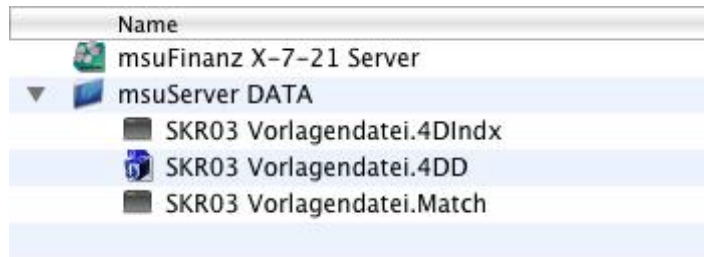 Name
msuFinanz X-7-21 Server
msuServer DATA
SKR03 Vorlagendatei.4DIndx
SKR03 Vorlagendatei.4DD
SKR03 Vorlagendatei.Match